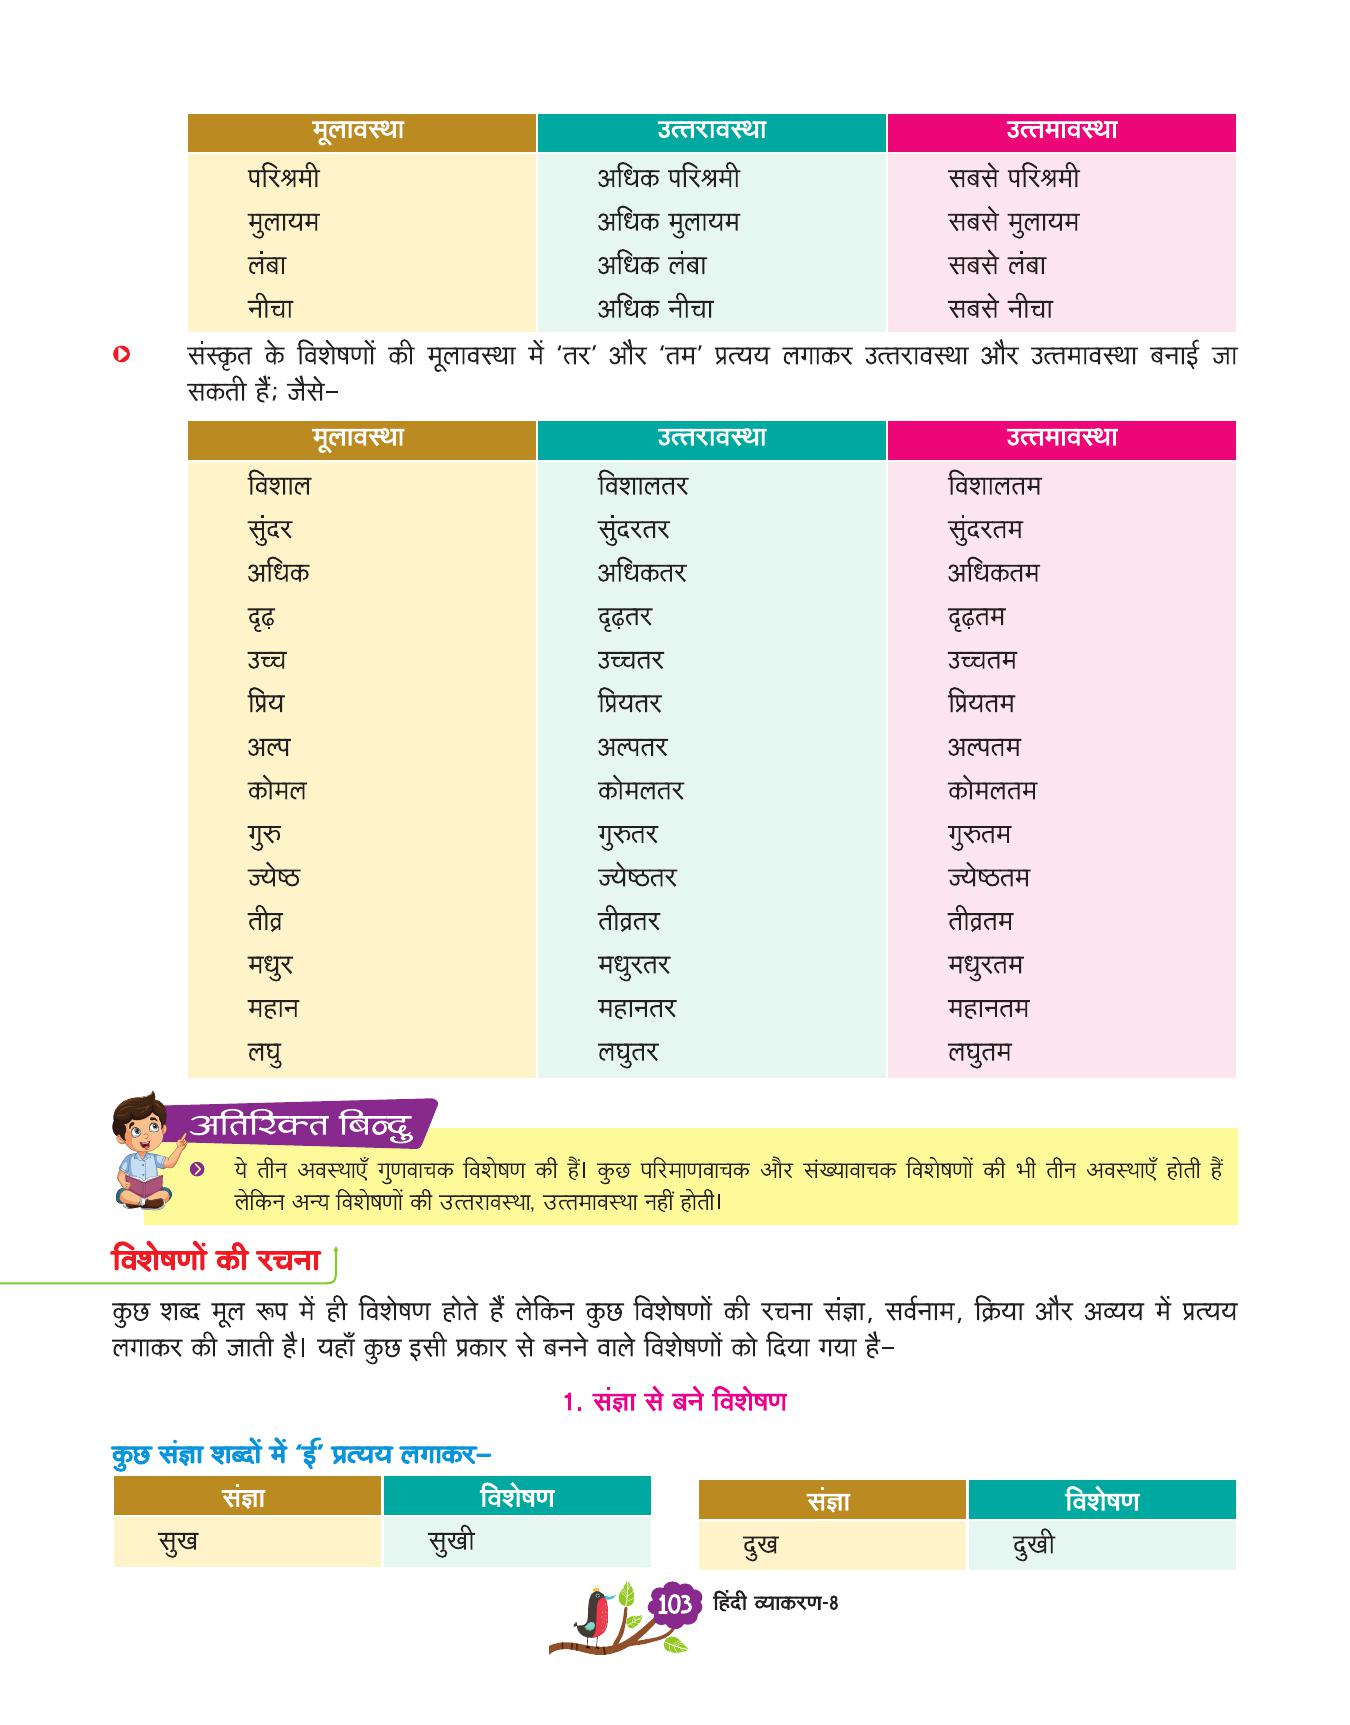 मूलावस्था उत्तरावस्था उत्तमावस्था
परिश्रमी अधिक परिश्रमी सबसे परिश्रमी
मुलायम अधिक मुलायम सबसे मुलायम
लंबा अधिक लंबा सबसे लंबा
नीचा अधिक नीचा सबसे नीचा
संस्कृत के विशेषणों की मूलावस्था में ‘तर’ और ‘तम’ प्रत्यय लगाकर उत्तरावस्था और उत्तमावस्था बनाई जा
सकती हैं; जैसे–
मूलावस्था उत्तरावस्था उत्तमावस्था
विशाल विशालतर विशालतम
सुंदर सुंदरतर सुंदरतम
अधिक अधिकतर अधिकतम
दृढ़ दृढ़तर दृढ़तम
उच्च उच्चतर उच्चतम
प्रिय प्रियतर प्रियतम
अल्प अल्पतर अल्पतम
कोमल कोमलतर कोमलतम
गुरु गुरुतर गुरुतम
ज्येष्ठ ज्येष्ठतर ज्येष्ठतम
तीव्र तीव्रतर तीव्रतम
मधुर मधुरतर मधुरतम
महान महानतर महानतम
लघु लघुतर लघुतम
अतिरिक्त बिन्दु
ये तीन अवस्थाएँ गुणवाचक विशेषण की हैं। कुछ परिमाणवाचक और संख्यावाचक विशेषणों की भी तीन अवस्थाएँ होती हैं
लेकिन अन्य विशेषणों की उत्तरावस्था, उत्तमावस्था नहीं होती।
विशेषणों की रचना
कुछ शब्द मूल रूप में ही विशेषण होते हैं लेकिन कुछ विशेषणों की रचना संज्ञा, सर्वनाम, क्रिया और अव्यय में प्रत्यय
लगाकर की जाती है। यहाँ कुछ इसी प्रकार से बनने वाले विशेषणों को दिया गया है–
1. संज्ञा से बने विशेषण
कुछ संज्ञा शब्दों में ‘ई’ प्रत्यय लगाकर–
संज्ञा विशेषण संज्ञा विशेषण
सुख सुखी दुख दुखी
103 हिंदी व्याकरण-8